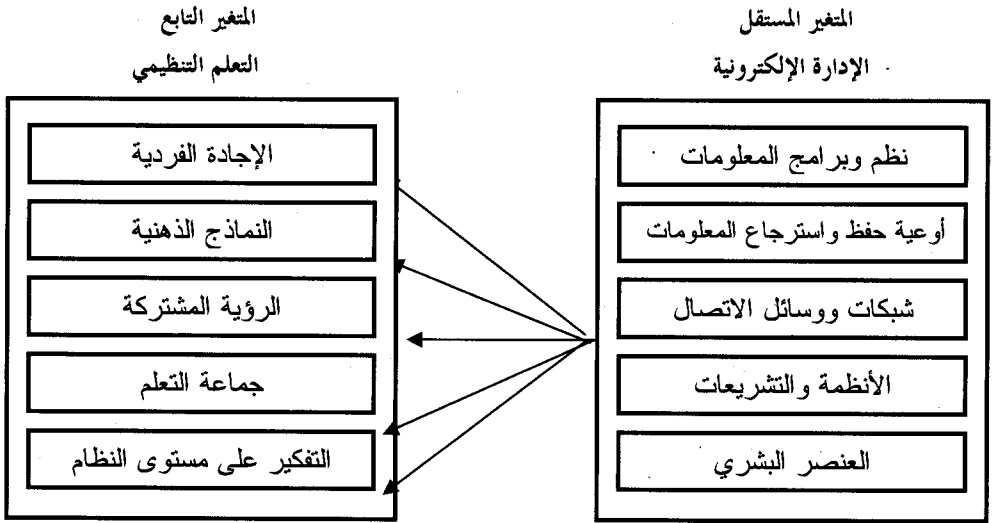 المتغير المستقل
الإدارة الإلكترونية
نظم وبرامج المعلومات
أوعية حفظ واسترجاع المعلومات
شبكات ووسائل الاتصال
الأنظمة والتشريعات
العنصر البشري
المتغير التابع
التعلم التنظيمي
الإجادة الفردية
النماذج الذهنية
الرؤية المشتركة
جماعة التعلم
التفكير على مستوى النظام